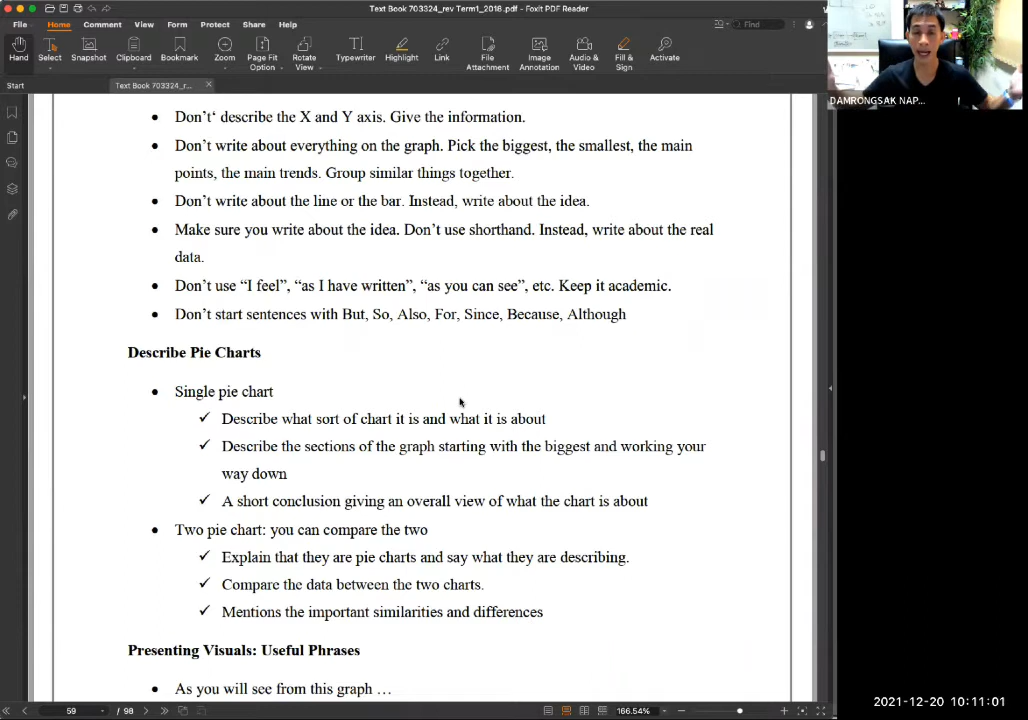 Text Book 703324_rev Term1_2018.pdf - Foxit PDF Reader
File Home Comment View Form Protect Share Help
Find
Hand Select Snapshot Clipboard Bookmark Zoom Page Fit Option Rotate View Typewriter Highlight Link File Attachment Image Annotation Audio & Video Fill & Sign Activate
Start Text Book 703324_r...
DAMRONGSAK NAP...
• Don't‘ describe the X and Y axis. Give the information.
• Don't write about everything on the graph. Pick the biggest, the smallest, the main
points, the main trends. Group similar things together.
• Don't write about the line or the bar. Instead, write about the idea.
• Make sure you write about the idea. Don't use shorthand. Instead, write about the real
data.
• Don't use “I feel”, “as I have written”, “as you can see”, etc. Keep it academic.
• Don't start sentences with But, So, Also, For, Since, Because, Although
Describe Pie Charts
• Single pie chart
✓ Describe what sort of chart it is and what it is about
✓ Describe the sections of the graph starting with the biggest and working your
way down
✓ A short conclusion giving an overall view of what the chart is about
• Two pie chart: you can compare the two
✓ Explain that they are pie charts and say what they are describing.
✓ Compare the data between the two charts.
✓ Mentions the important similarities and differences
Presenting Visuals: Useful Phrases
• As you will see from this graph …
59 / 98 166.54%
2021-12-20 10:11:01